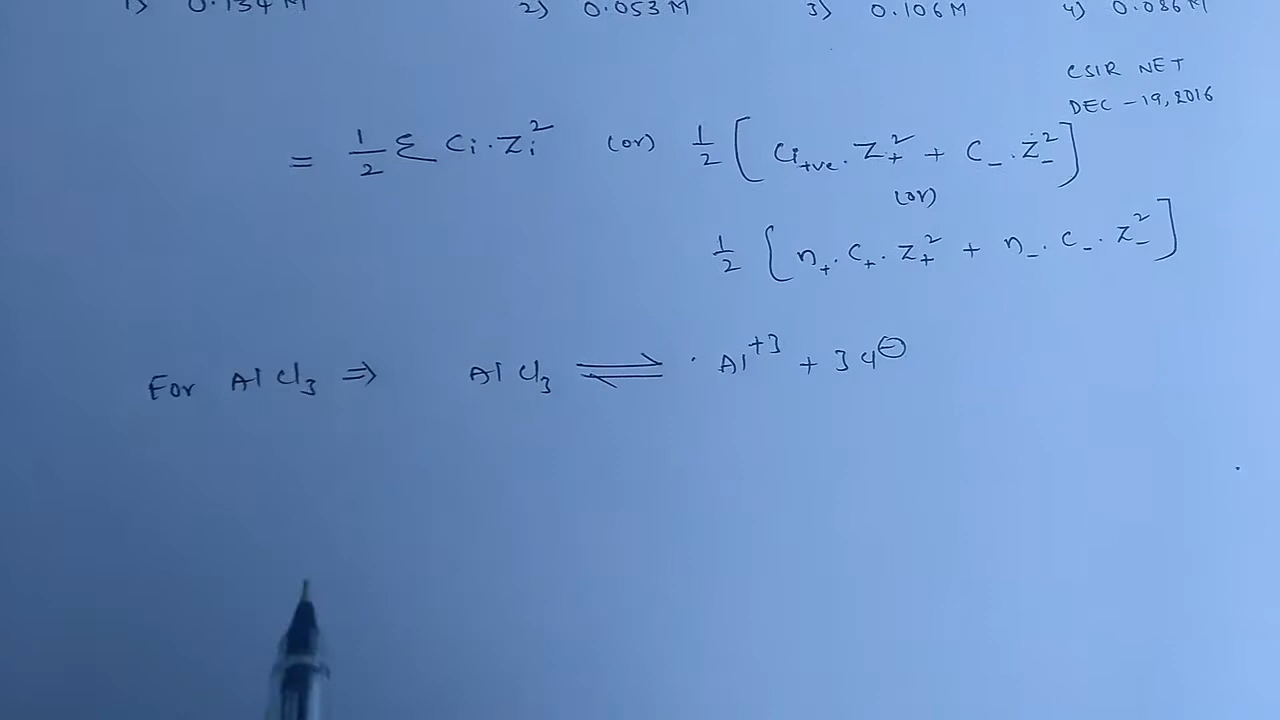 1) 0.134 M 2) 0.053 M 3) 0.106 M 4) 0.086 M
CSIR NET
DEC -19, 2016
= 1/2 Σ Ci·Zi² (or) 1/2 [Ci+ve·Z+² + C-·Z-²]
(or)
1/2 [n+·C+·Z+² + n-·C-·Z-²]
For AlCl3 ⇒ AlCl3 ⇌ Al+3 + 3Cl⊖